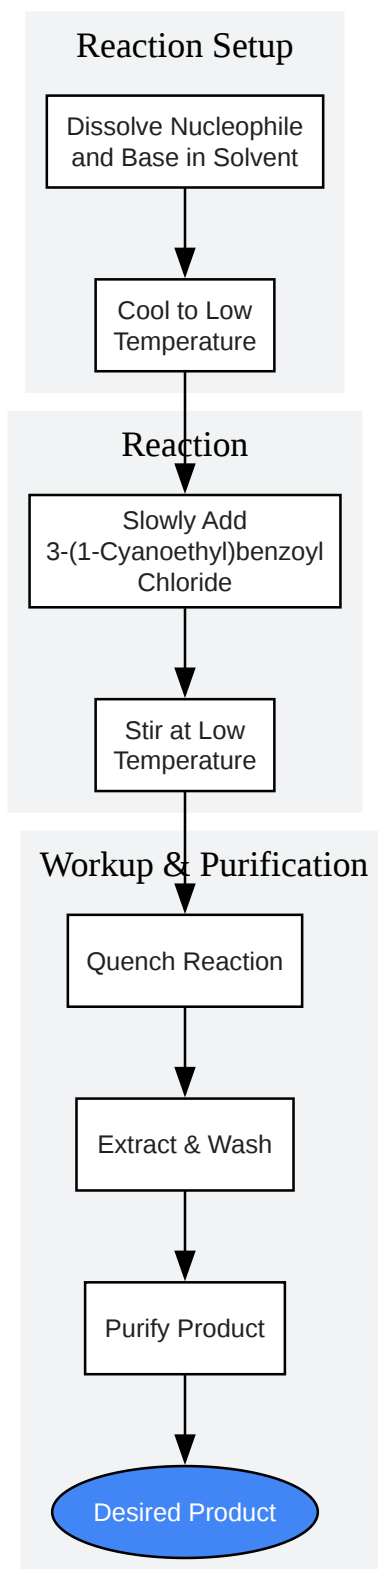 Reaction Setup
Dissolve Nucleophile
and Base in Solvent
Cool to Low
Temperature
Reaction
Slowly Add
3-(1-Cyanoethyl)benzoyl
Chloride
Stir at Low
Temperature
Workup & Purification
Quench Reaction
Extract & Wash
Purify Product
Desired Product